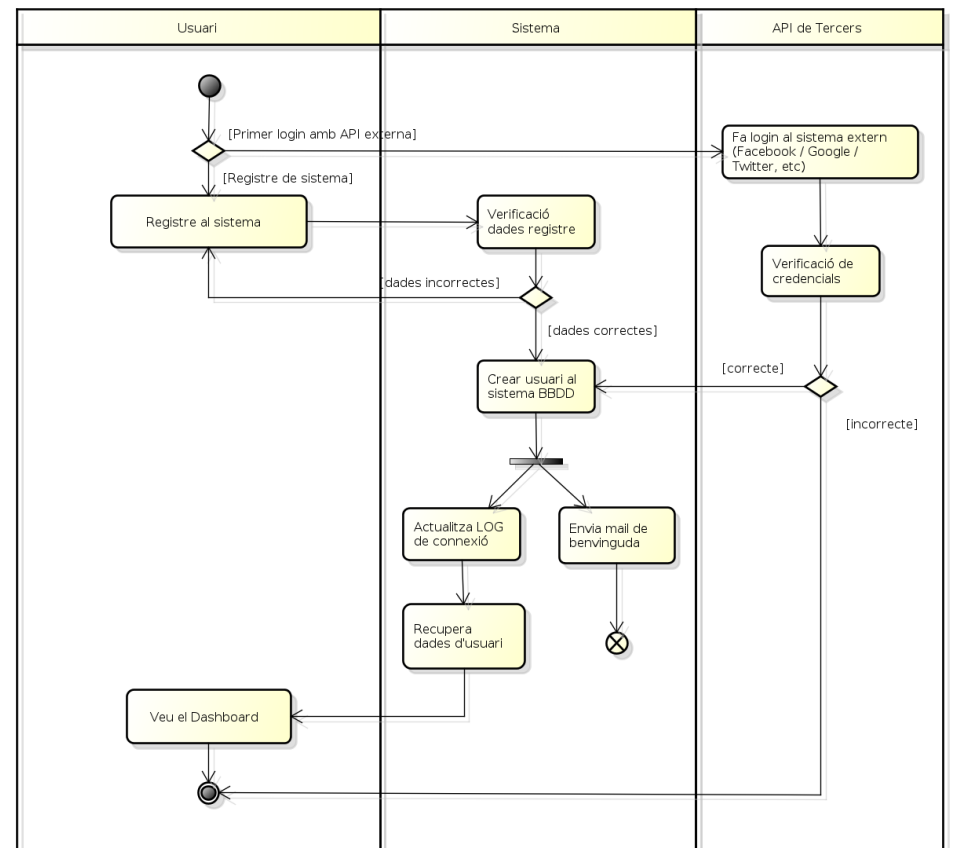 Usuari
Sistema
API de Tercers
[Primer login amb API externa]
Fa login al sistema extern
(Facebook / Google /
Twitter, etc)
[Registre de sistema]
Registre al sistema
Verificació
dades registre
Verificació de
credencials
[dades incorrectes]
[dades correctes]
Crear usuari al
sistema BBDD
[correcte]
[incorrecte]
Actualitza LOG
de connexió
Envia mail de
benvinguda
Recupera
dades d'usuari
Veu el Dashboard